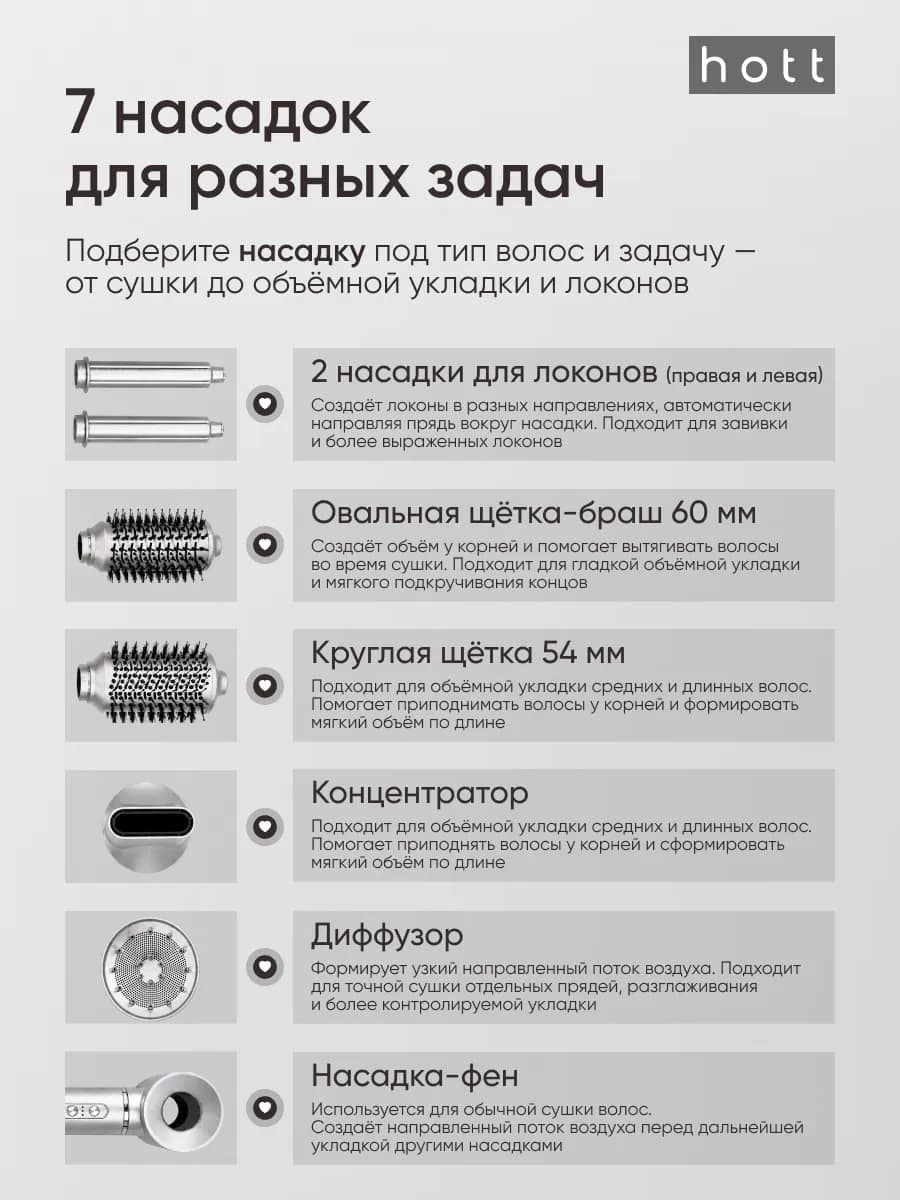 hott
7 насадок
для разных задач
Подберите насадку под тип волос и задачу —
от сушки до объёмной укладки и локонов
2 насадки для локонов (правая и левая)
Создаёт локоны в разных направлениях, автоматически
направляя прядь вокруг насадки. Подходит для завивки
и более выраженных локонов
Овальная щётка-браш 60 мм
Создаёт объём у корней и помогает вытягивать волосы
во время сушки. Подходит для гладкой объёмной укладки
и мягкого подкручивания концов
Круглая щётка 54 мм
Подходит для объёмной укладки средних и длинных волос.
Помогает приподнимать волосы у корней и формировать
мягкий объём по длине
Концентратор
Подходит для объёмной укладки средних и длинных волос.
Помогает приподнять волосы у корней и сформировать
мягкий объём по длине
Диффузор
Формирует узкий направленный поток воздуха. Подходит
для точной сушки отдельных прядей, разглаживания
и более контролируемой укладки
Насадка-фен
Используется для обычной сушки волос.
Создаёт направленный поток воздуха перед дальнейшей
укладкой другими насадками